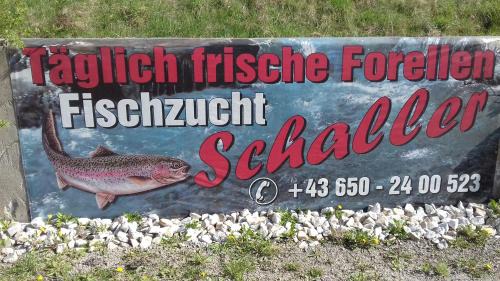 Täglich frische Forellen
Fischzucht
Schaller
+43 650 - 24 00 523